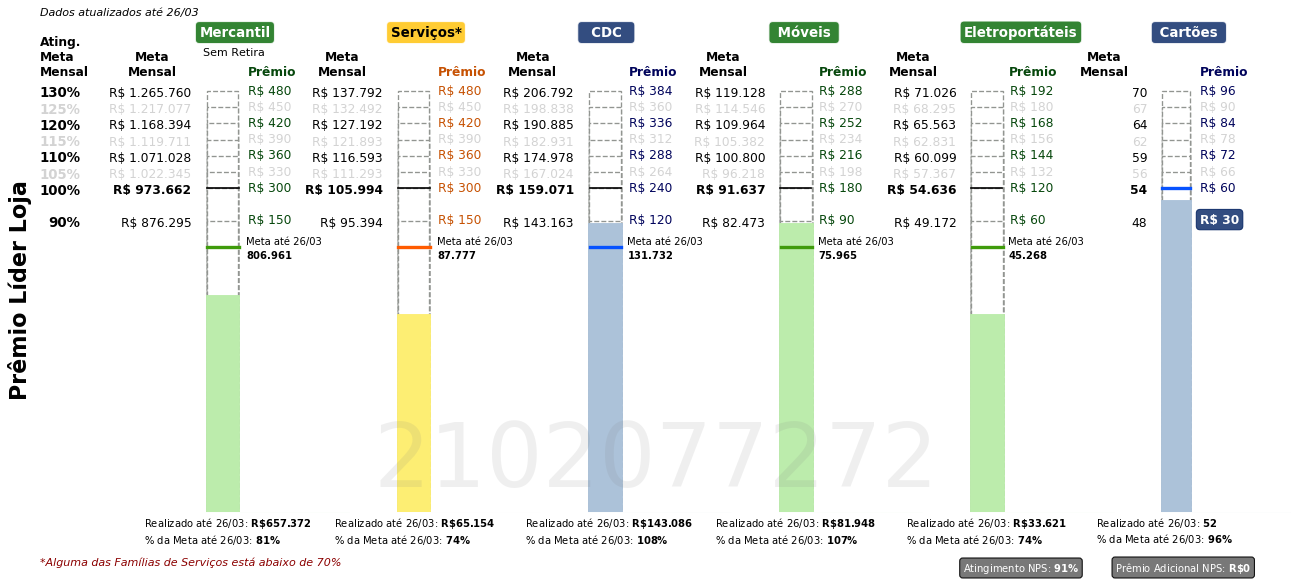 Dados atualizados até 26/03
Mercantil Serviços* CDC Móveis Eletroportáteis Cartões
Sem Retira
Ating. Meta Mensal Meta Mensal Prêmio Meta Mensal Prêmio Meta Mensal Prêmio Meta Mensal Prêmio Meta Mensal Prêmio Meta Mensal Prêmio
130% R$ 1.265.760 R$ 480 R$ 137.792 R$ 480 R$ 206.792 R$ 384 R$ 119.128 R$ 288 R$ 71.026 R$ 192 70 R$ 96
125% R$ 1.217.077 R$ 450 R$ 132.492 R$ 450 R$ 198.838 R$ 360 R$ 114.546 R$ 270 R$ 68.295 R$ 180 67 R$ 90
120% R$ 1.168.394 R$ 420 R$ 127.192 R$ 420 R$ 190.885 R$ 336 R$ 109.964 R$ 252 R$ 65.563 R$ 168 64 R$ 84
115% R$ 1.119.711 R$ 390 R$ 121.893 R$ 390 R$ 182.931 R$ 312 R$ 105.382 R$ 234 R$ 62.831 R$ 156 62 R$ 78
110% R$ 1.071.028 R$ 360 R$ 116.593 R$ 360 R$ 174.978 R$ 288 R$ 100.800 R$ 216 R$ 60.099 R$ 144 59 R$ 72
105% R$ 1.022.345 R$ 330 R$ 111.293 R$ 330 R$ 167.024 R$ 264 R$ 96.218 R$ 198 R$ 57.367 R$ 132 56 R$ 66
100% R$ 973.662 R$ 300 R$ 105.994 R$ 300 R$ 159.071 R$ 240 R$ 91.637 R$ 180 R$ 54.636 R$ 120 54 R$ 60
90% R$ 876.295 R$ 150 R$ 95.394 R$ 150 R$ 143.163 R$ 120 R$ 82.473 R$ 90 R$ 49.172 R$ 60 48 R$ 30
Meta até 26/03 Meta até 26/03 Meta até 26/03 Meta até 26/03 Meta até 26/03
806.961 87.777 131.732 75.965 45.268
Prêmio Líder Loja
2102077272
Realizado até 26/03: R$657.372 Realizado até 26/03: R$65.154 Realizado até 26/03: R$143.086 Realizado até 26/03: R$81.948 Realizado até 26/03: R$33.621 Realizado até 26/03: 52
% da Meta até 26/03: 81% % da Meta até 26/03: 74% % da Meta até 26/03: 108% % da Meta até 26/03: 107% % da Meta até 26/03: 74% % da Meta até 26/03: 96%
*Alguma das Famílias de Serviços está abaixo de 70% Atingimento NPS: 91% Prêmio Adicional NPS: R$0